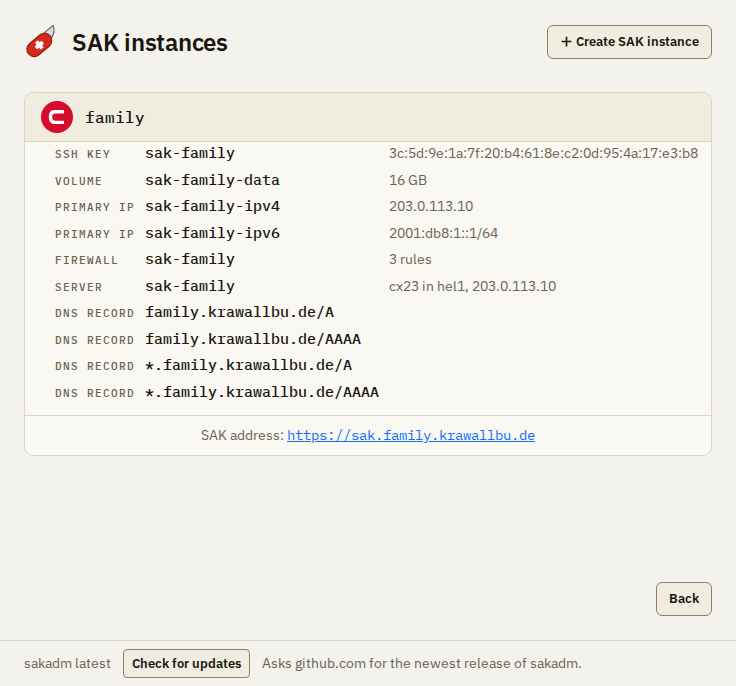 SAK instances
+ Create SAK instance
family
SSH KEY sak-family 3c:5d:9e:1a:7f:20:b4:61:8e:c2:0d:95:4a:17:e3:b8
VOLUME sak-family-data 16 GB
PRIMARY IP sak-family-ipv4 203.0.113.10
PRIMARY IP sak-family-ipv6 2001:db8:1::1/64
FIREWALL sak-family 3 rules
SERVER sak-family cx23 in hel1, 203.0.113.10
DNS RECORD family.krawallbu.de/A
DNS RECORD family.krawallbu.de/AAAA
DNS RECORD *.family.krawallbu.de/A
DNS RECORD *.family.krawallbu.de/AAAA
SAK address: https://sak.family.krawallbu.de
Back
sakadm latest Check for updates Asks github.com for the newest release of sakadm.